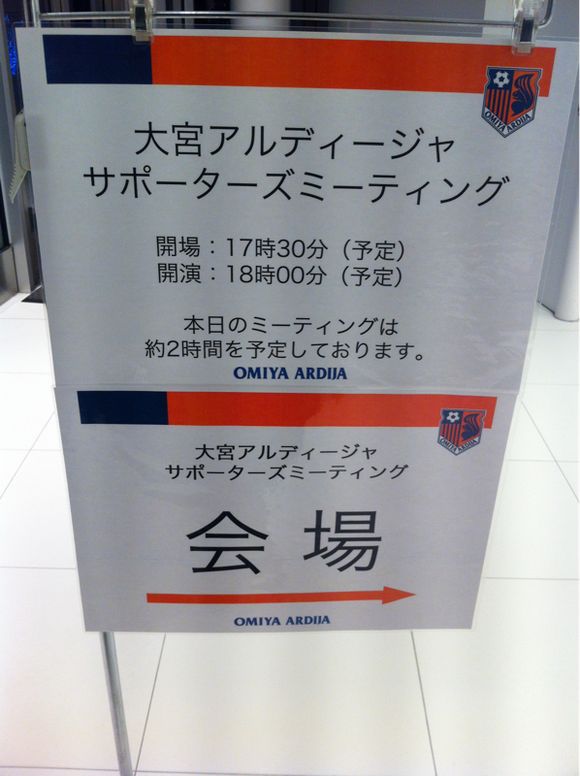 OMIYA ARDIJA
大宮アルディージャ
サポーターズミーティング
開場：17時30分（予定）
開演：18時00分（予定）
本日のミーティングは
約2時間を予定しております。
OMIYA ARDIJA
OMIYA ARDIJA
大宮アルディージャ
サポーターズミーティング
会場
OMIYA ARDIJA